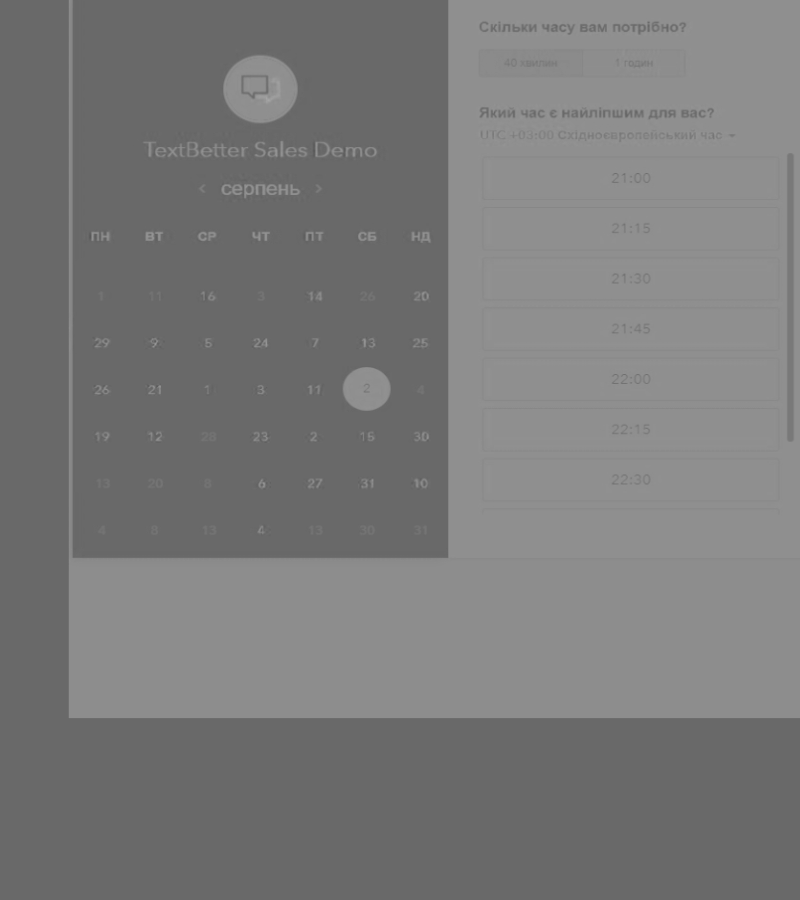 TextBetter Sales Demo
< серпень >
ПН ВТ СР ЧТ ПТ СБ НД
1 11 16 3 14 26 20
29 9 5 24 7 13 25
26 21 1 3 11 2 4
19 12 28 23 2 15 30
13 20 8 6 27 31 10
4 8 13 4 13 30 31
Скільки часу вам потрібно?
40 хвилин 1 годин
Який час є найліпшим для вас?
UTC +03:00 Східноєвропейський час
21:00
21:15
21:30
21:45
22:00
22:15
22:30